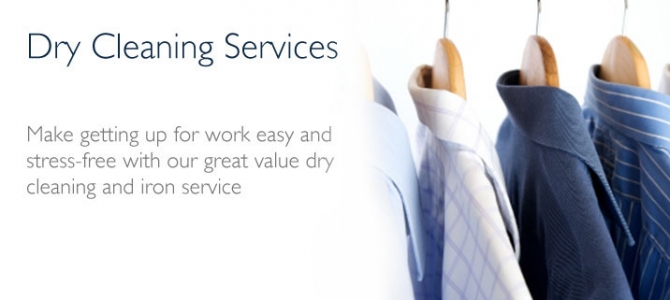 Dry Cleaning Services
Make getting up for work easy and
stress-free with our great value dry
cleaning and iron service